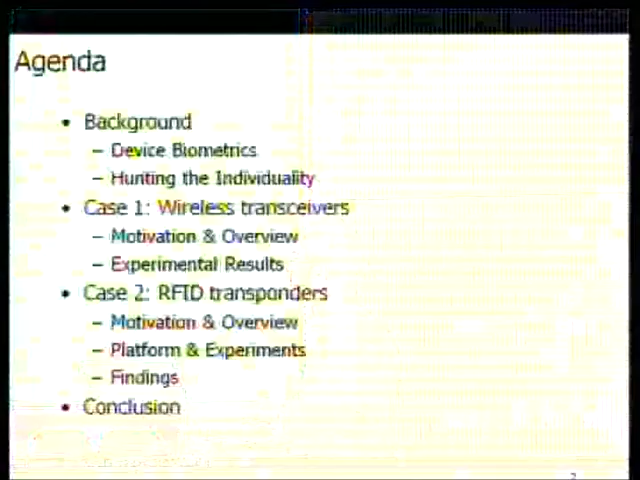 Agenda
• Background
– Device Biometrics
– Hunting the Individuality
• Case 1: Wireless transceivers
– Motivation & Overview
– Experimental Results
• Case 2: RFID transponders
– Motivation & Overview
– Platform & Experiments
– Findings
• Conclusion
2